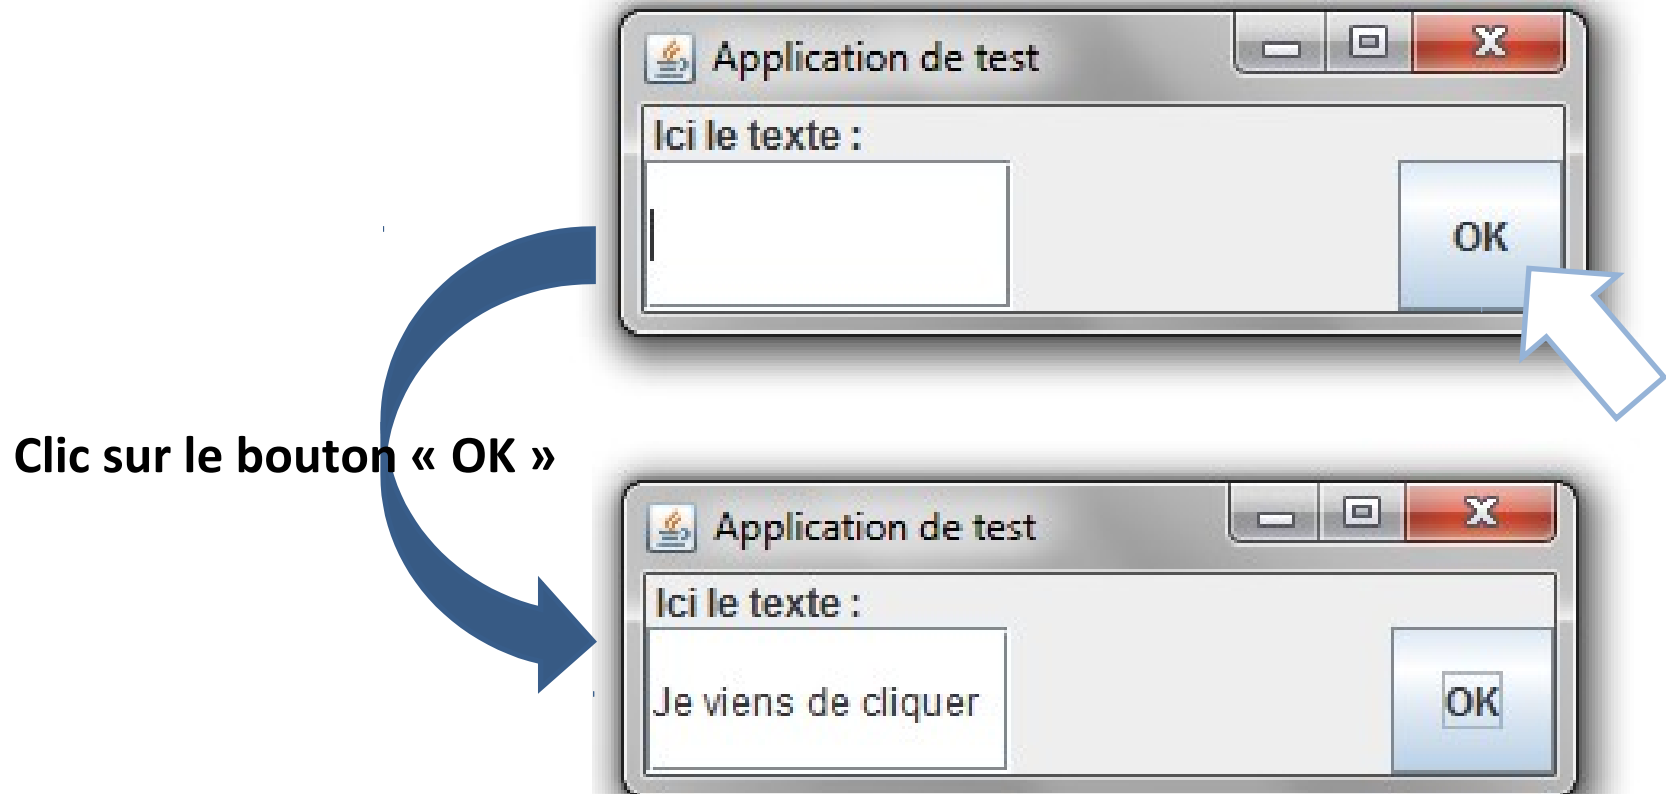 Application de test
Ici le texte :
OK
Clic sur le bouton « OK »
Application de test
Ici le texte :
Je viens de cliquer
OK